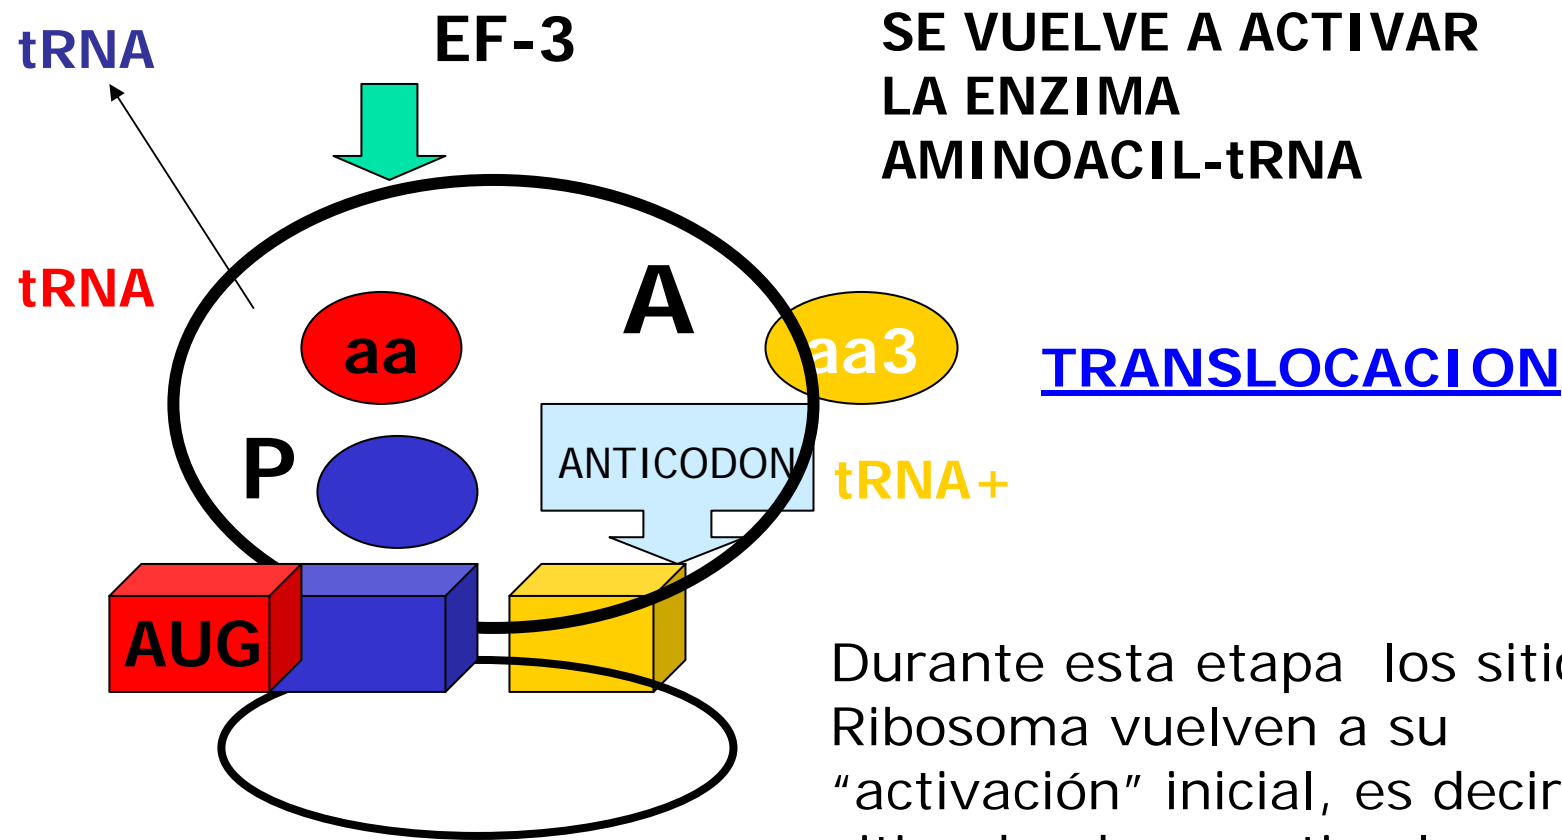 tRNA
EF-3
SE VUELVE A ACTIVAR
LA ENZIMA
AMINOACIL-tRNA
tRNA
aa
A
aa3
TRANSLOCACION
P
ANTICODON
tRNA+
AUG
Durante esta etapa los
Ribosoma vuelven a su
“activación” inicial, es decir